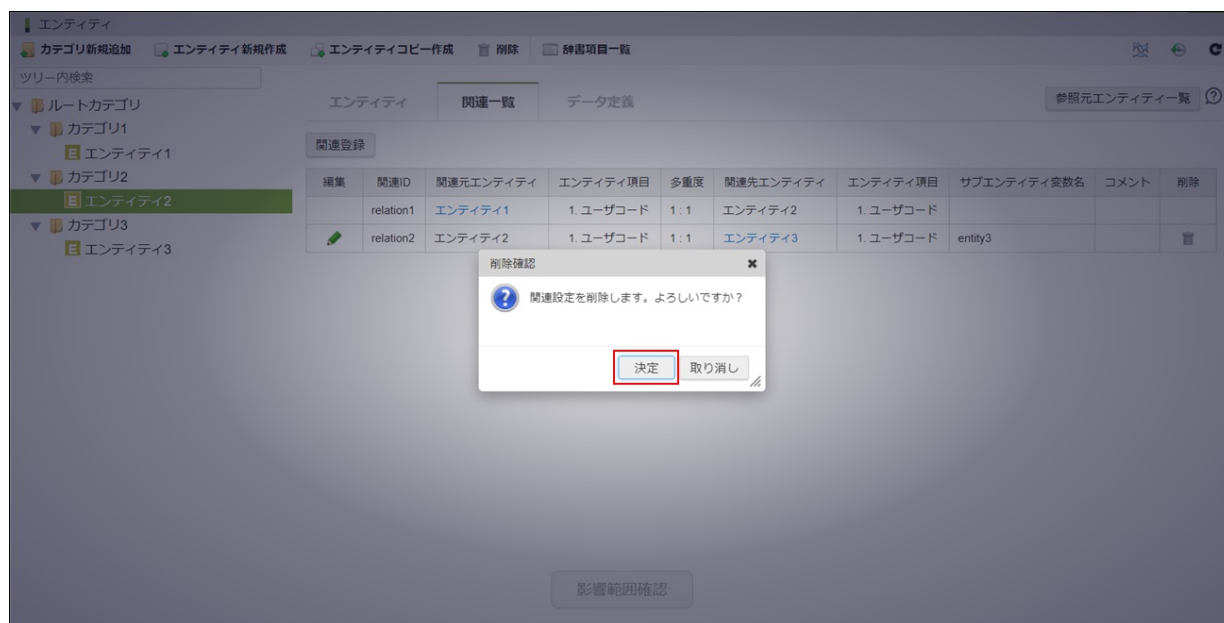 エンティティ
カテゴリ新規追加 エンティティ新規作成 エンティティコピー作成 削除 辞書項目一覧
ツリー内検索
ルートカテゴリ
カテゴリ1
E エンティティ1
カテゴリ2
E エンティティ2
カテゴリ3
E エンティティ3
エンティティ 関連一覧 データ定義 参照元エンティティ一覧 ?
関連登録
編集 関連ID 関連元エンティティ エンティティ項目 多重度 関連先エンティティ エンティティ項目 サブエンティティ変数名 コメント 削除
relation1 エンティティ1 1. ユーザコード 1 : 1 エンティティ2 1. ユーザコード
relation2 エンティティ2 1. ユーザコード 1 : 1 エンティティ3 1. ユーザコード entity3
削除確認
? 関連設定を削除します。よろしいですか？
決定 取り消し
影響範囲確認